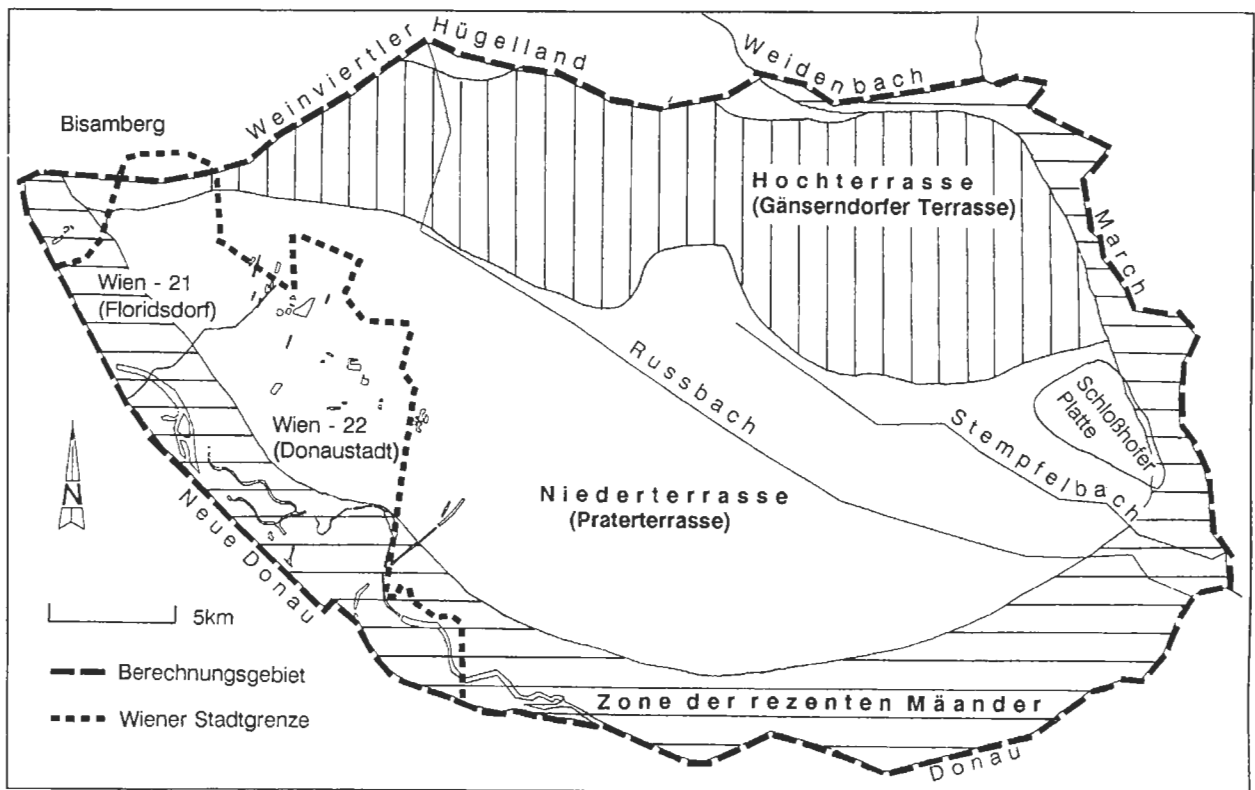 Weinviertler Hügelland
Weidenbach
Bisamberg
Hochterrasse
(Gänserndorfer Terrasse)
March
Wien - 21
(Floridsdorf)
Russbach
Schloßhofer
Platte
Stempfelbach
Wien - 22
(Donaustadt)
N
Niederterrasse
(Praterterrasse)
Neue Donau
5km
Berechnungsgebiet
Zone der rezenten Mäander
Wiener Stadtgrenze
Donau